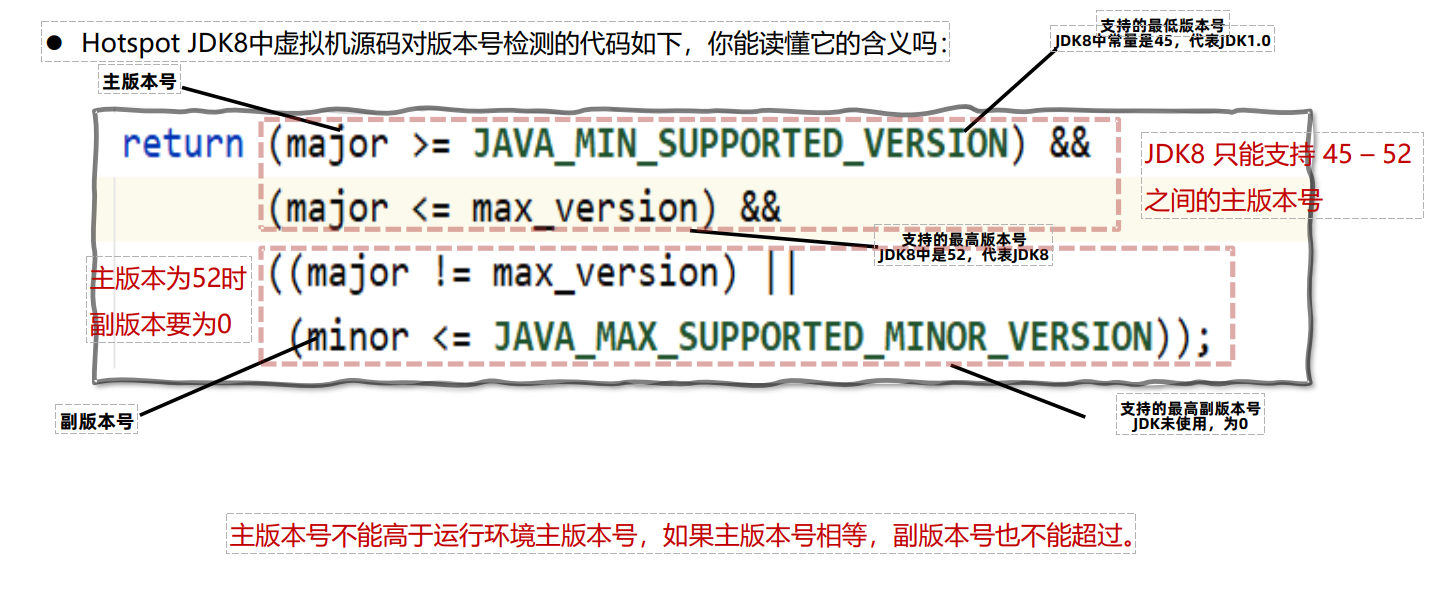 ● Hotspot JDK8中虚拟机源码对版本号检测的代码如下，你能读懂它的含义吗：
支持的最低版本号
JDK8中常量是45，代表JDK1.0
主版本号
return (major >= JAVA_MIN_SUPPORTED_VERSION) &&
(major <= max_version) &&
((major != max_version) ||
(minor <= JAVA_MAX_SUPPORTED_MINOR_VERSION));
JDK8 只能支持 45 – 52
之间的主版本号
支持的最高版本号
JDK8中是52，代表JDK8
主版本为52时
副版本要为0
副版本号
支持的最高副版本号
JDK未使用，为0
主版本号不能高于运行环境主版本号，如果主版本号相等，副版本号也不能超过。